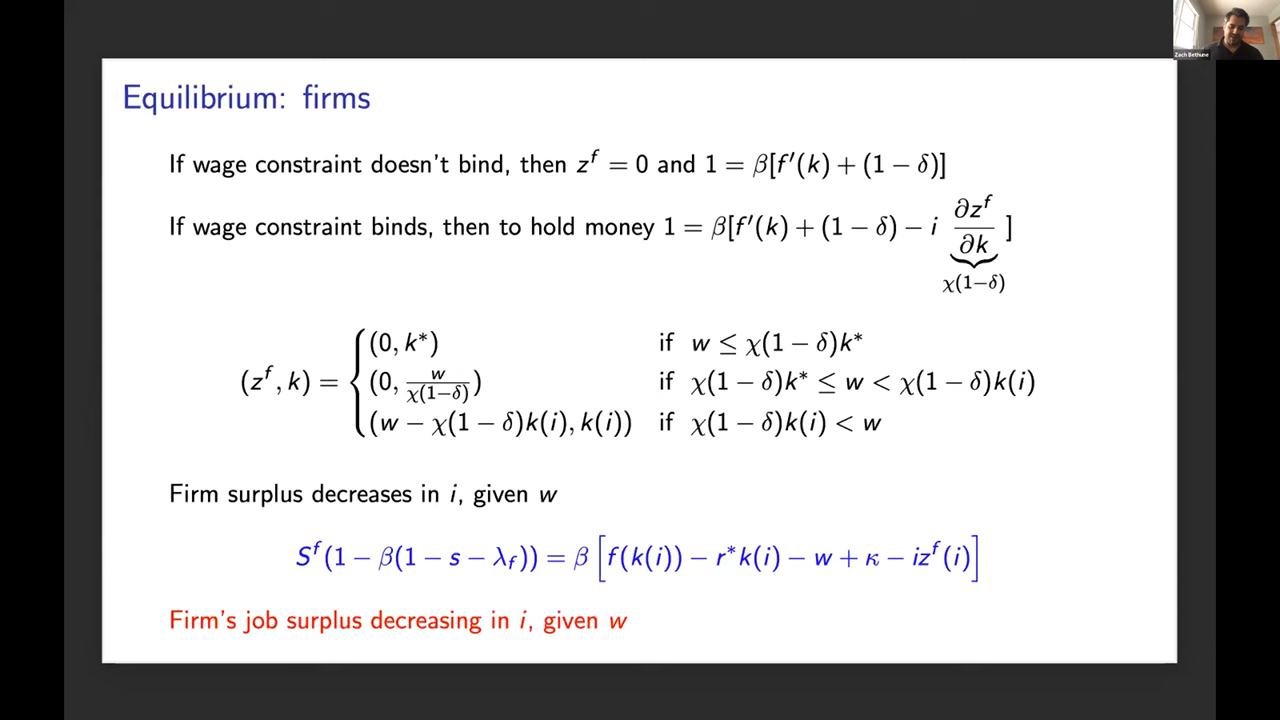 Zach Bethune
Equilibrium: firms
If wage constraint doesn't bind, then z^f = 0 and 1 = β[f′(k) + (1 − δ)]
If wage constraint binds, then to hold money 1 = β[f′(k) + (1 − δ) − i ∂z^f/∂k ]
χ(1−δ)
(z^f, k) = {
(0, k*) if w ≤ χ(1 − δ)k*
(0, w/χ(1−δ)) if χ(1 − δ)k* ≤ w < χ(1 − δ)k(i)
(w − χ(1 − δ)k(i), k(i)) if χ(1 − δ)k(i) < w
Firm surplus decreases in i, given w
S^f(1 − β(1 − s − λ_f)) = β [f(k(i)) − r*k(i) − w + κ − iz^f(i)]
Firm's job surplus decreasing in i, given w